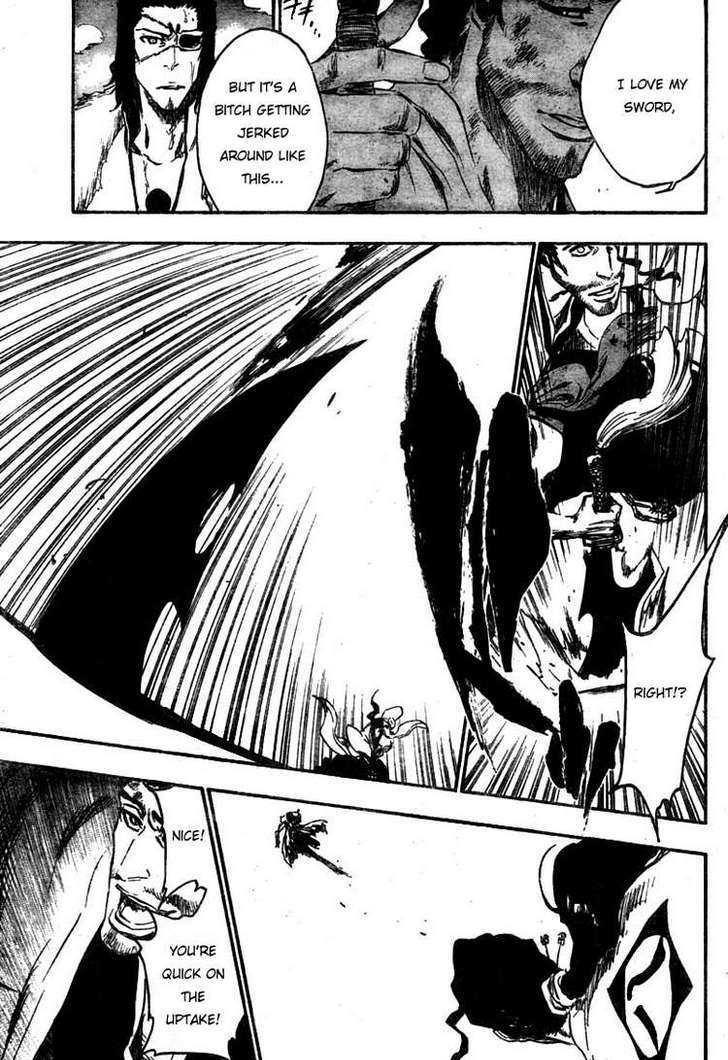 I LOVE MY
SWORD,
BUT IT'S A
BITCH GETTING
JERKED
AROUND LIKE
THIS...
RIGHT!?
NICE!
YOU'RE
QUICK ON
THE
UPTAKE!